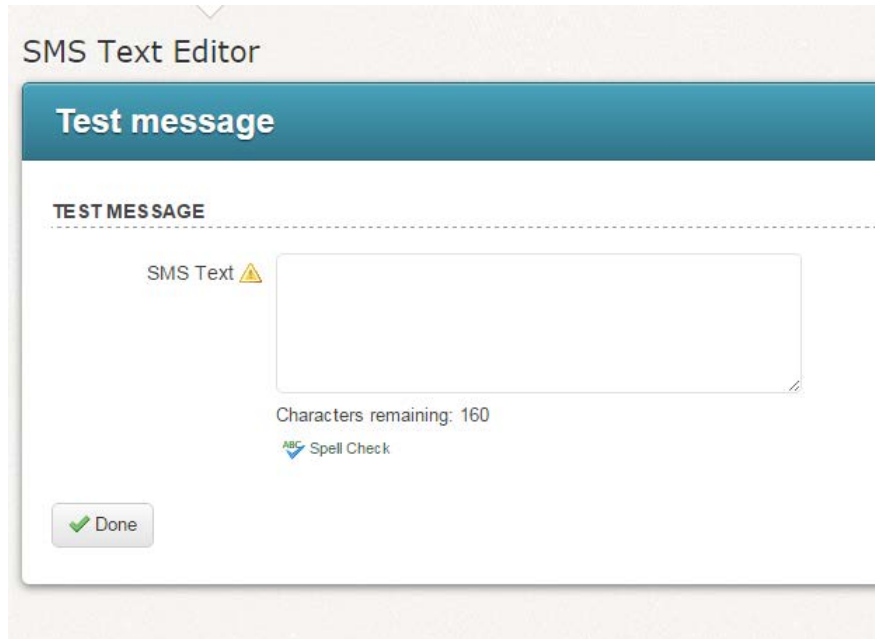 SMS Text Editor
Test message
TEST MESSAGE
SMS Text
Characters remaining: 160
ABC Spell Check
Done